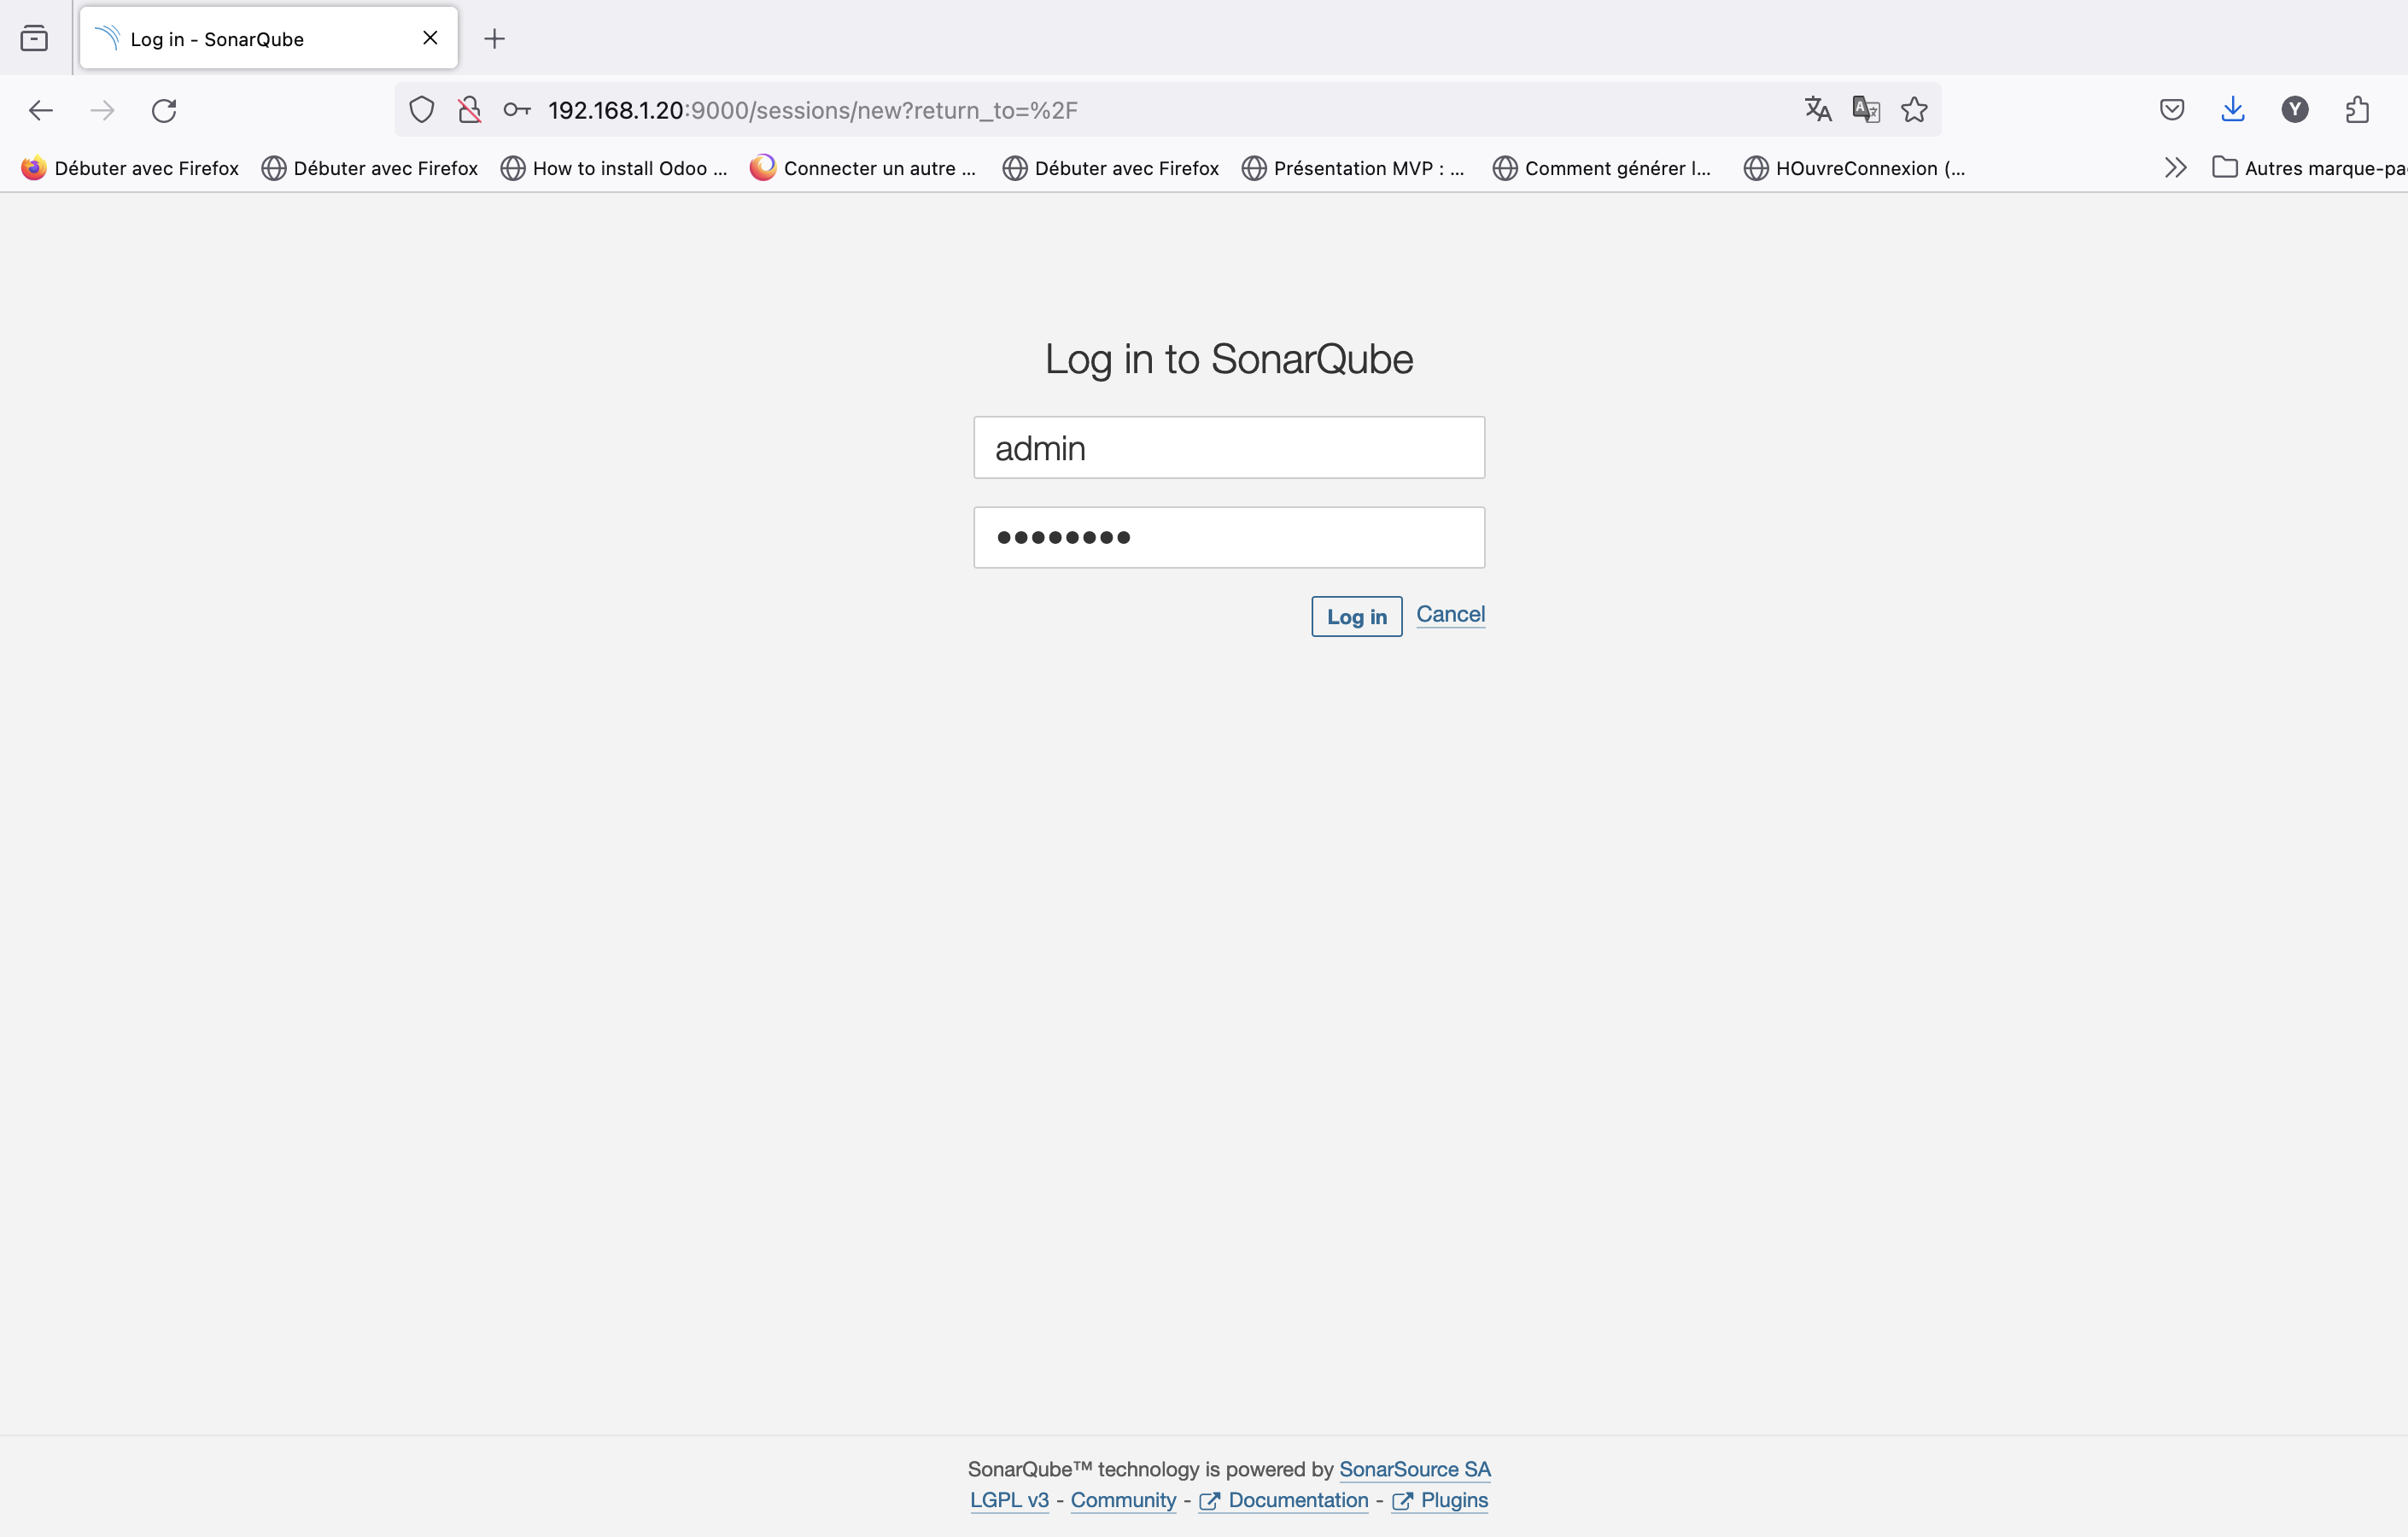 Log in - SonarQube
192.168.1.20:9000/sessions/new?return_to=%2F
Y
Débuter avec Firefox
Débuter avec Firefox
How to install Odoo ...
Connecter un autre ...
Débuter avec Firefox
Présentation MVP : ...
Comment générer l...
HOuvreConnexion (...
Autres marque-pa
Log in to SonarQube
admin
••••••••
Log in Cancel
SonarQube™ technology is powered by SonarSource SA
LGPL v3 - Community - Documentation - Plugins